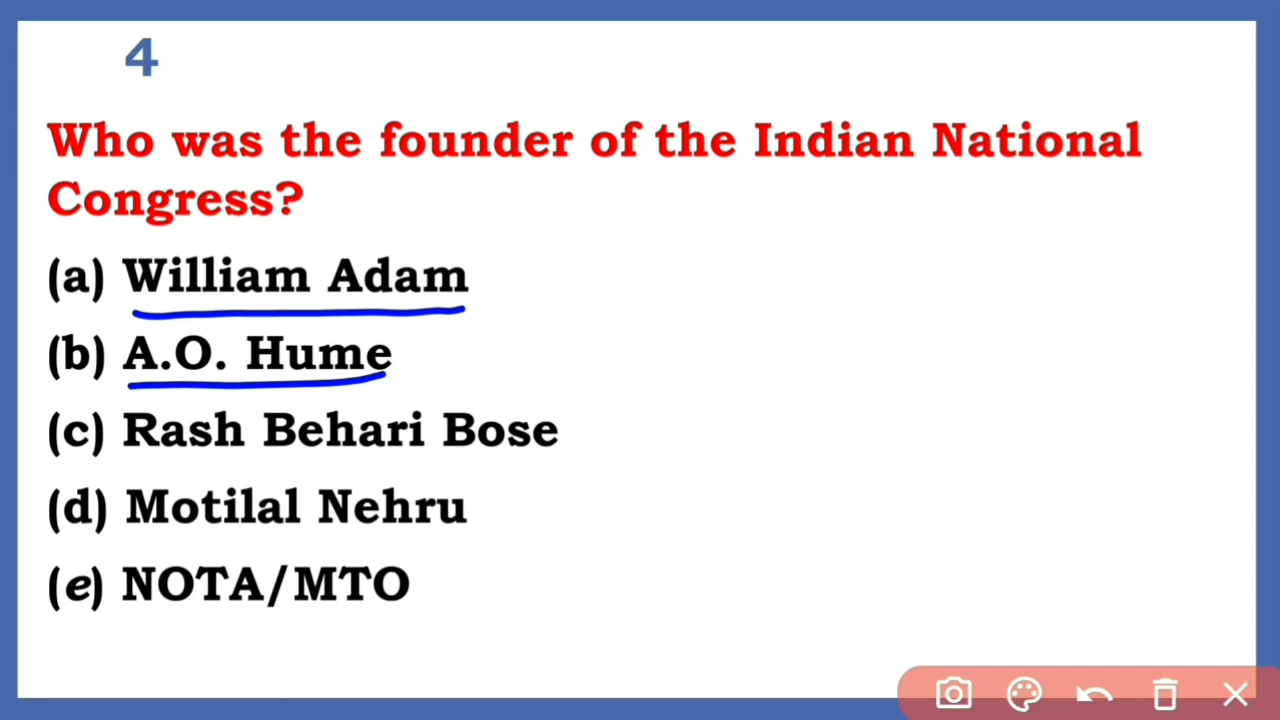 4
Who was the founder of the Indian National
Congress?
(a) William Adam
(b) A.O. Hume
(c) Rash Behari Bose
(d) Motilal Nehru
(e) NOTA/MTO